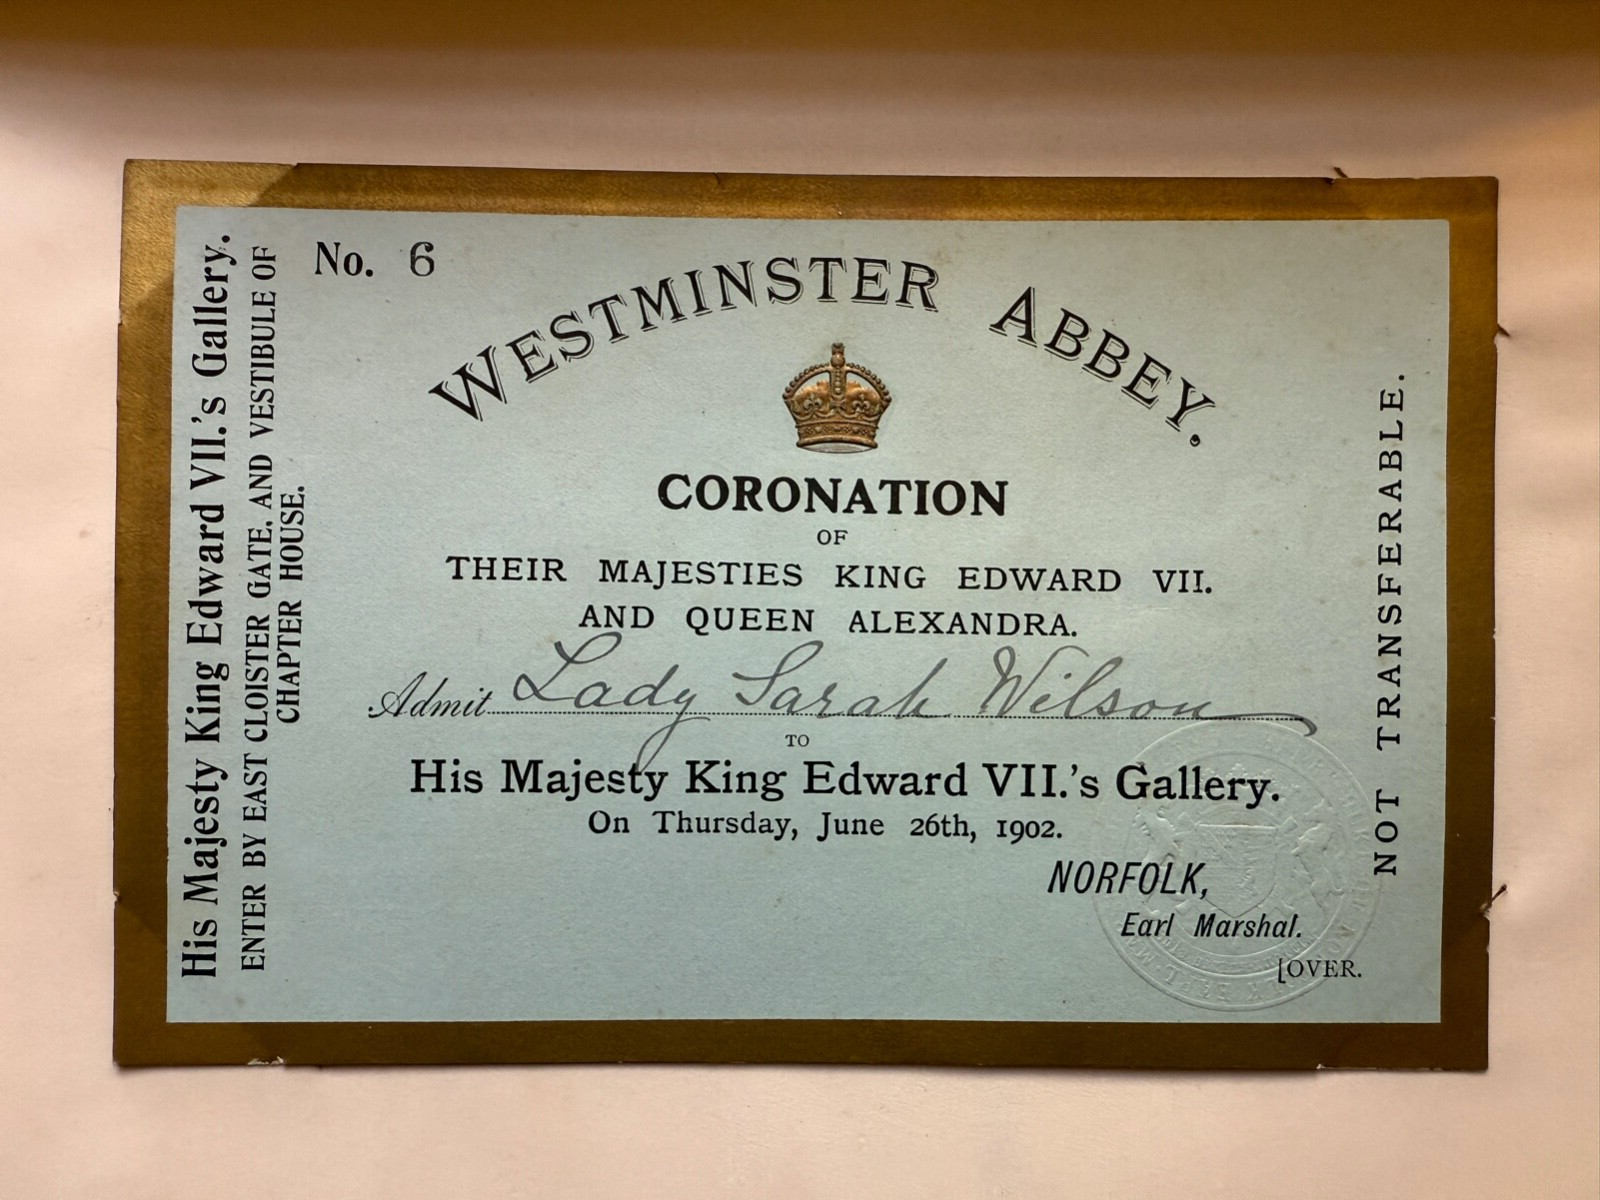 His Majesty King Edward VII.'s Gallery.
ENTER BY EAST CLOISTER GATE, AND VESTIBULE OF
CHAPTER HOUSE.
No. 6
WESTMINSTER ABBEY.
CORONATION
OF
THEIR MAJESTIES KING EDWARD VII.
AND QUEEN ALEXANDRA.
Admit Lady Sarah Wilson
TO
His Majesty King Edward VII.'s Gallery.
On Thursday, June 26th, 1902.
NORFOLK,
Earl Marshal.
[OVER.
NOT TRANSFERABLE.